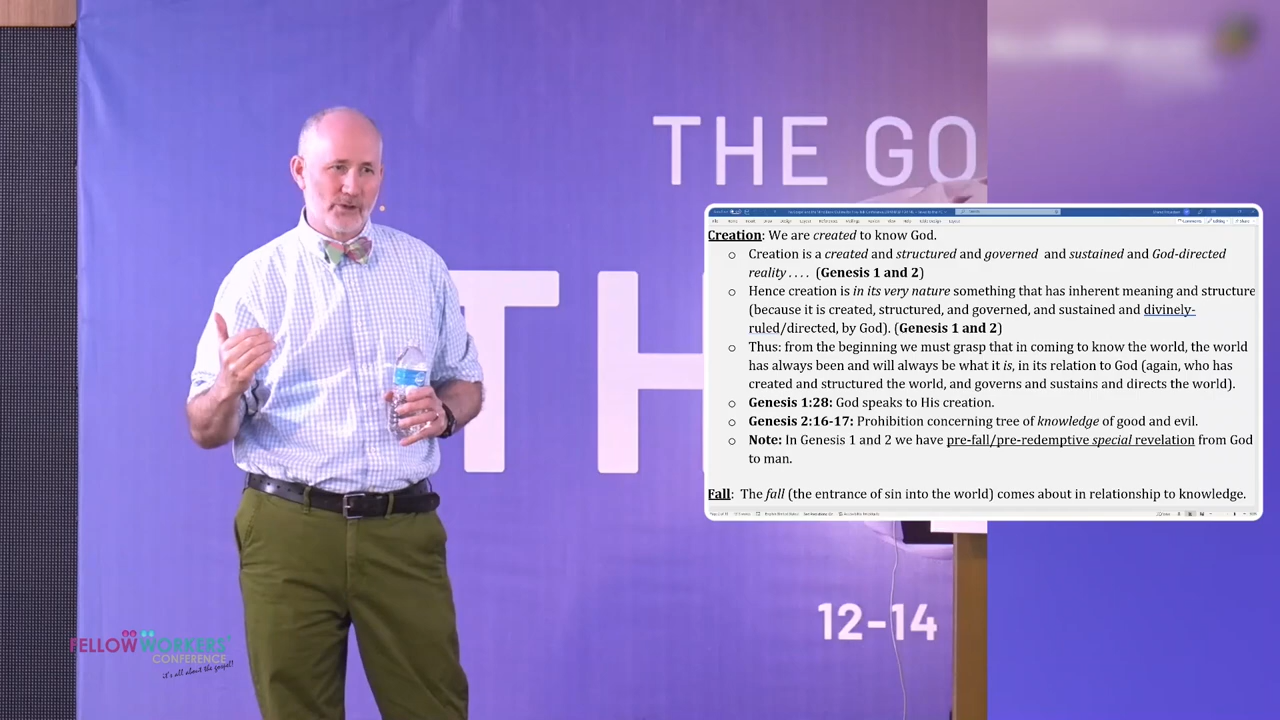 THE GO
TH
12-14
Creation: We are created to know God.
o Creation is a created and structured and governed and sustained and God-directed
reality . . . . (Genesis 1 and 2)
o Hence creation is in its very nature something that has inherent meaning and structure
(because it is created, structured, and governed, and sustained and divinely-
ruled/directed, by God). (Genesis 1 and 2)
o Thus: from the beginning we must grasp that in coming to know the world, the world
has always been and will always be what it is, in its relation to God (again, who has
created and structured the world, and governs and sustains and directs the world).
o Genesis 1:28: God speaks to His creation.
o Genesis 2:16-17: Prohibition concerning tree of knowledge of good and evil.
o Note: In Genesis 1 and 2 we have pre-fall/pre-redemptive special revelation from God
to man.
Fall: The fall (the entrance of sin into the world) comes about in relationship to knowledge.
FELLOWWORKERS'
CONFERENCE
it's all about the gospel!